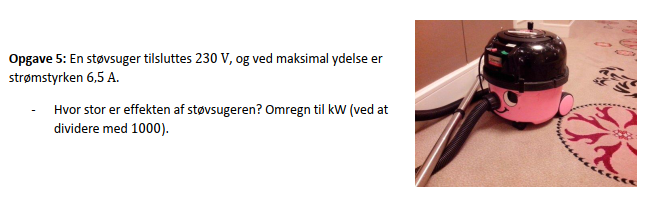 Opgave 5: En støvsuger tilsluttes 230 V, og ved maksimal ydelse er
strømstyrken 6,5 A.
- Hvor stor er effekten af støvsugeren? Omregn til kW (ved at
dividere med 1000).